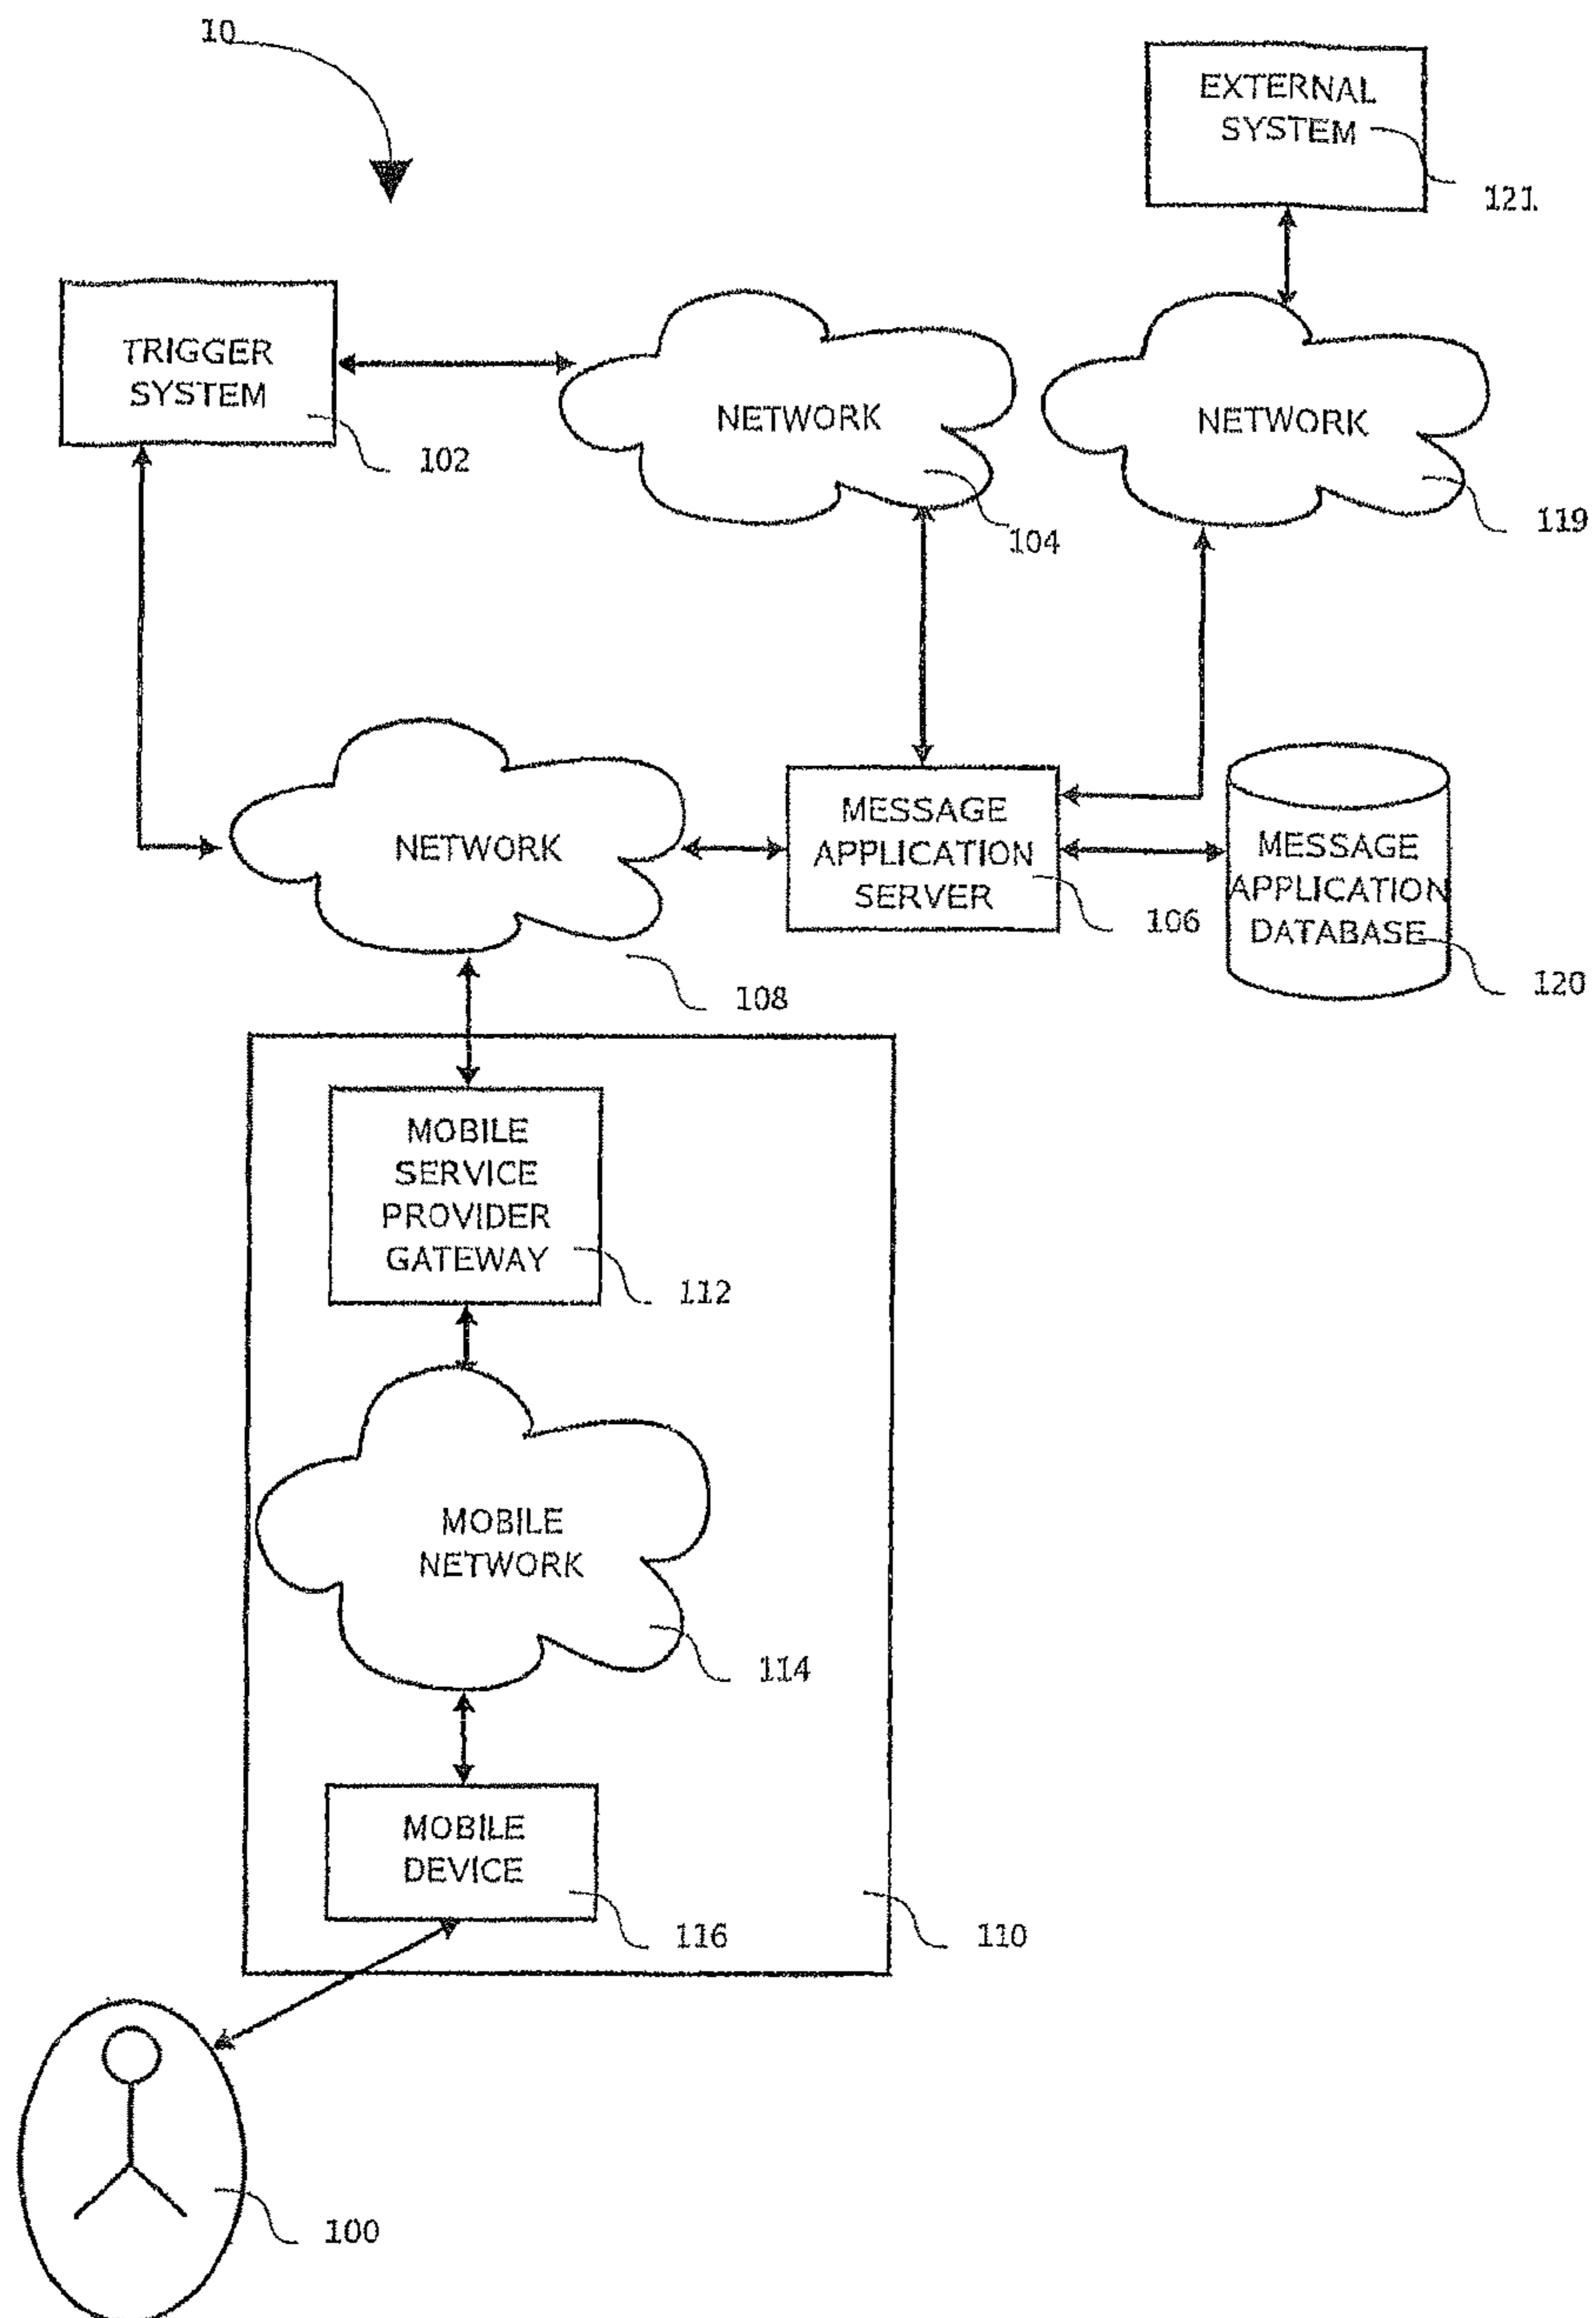 10
EXTERNAL
SYSTEM
121
TRIGGER
SYSTEM
102
NETWORK
104
NETWORK
119
NETWORK
108
MESSAGE
APPLICATION
SERVER
106
MESSAGE
APPLICATION
DATABASE
120
MOBILE
SERVICE
PROVIDER
GATEWAY
112
MOBILE
NETWORK
114
MOBILE
DEVICE
116
110
100